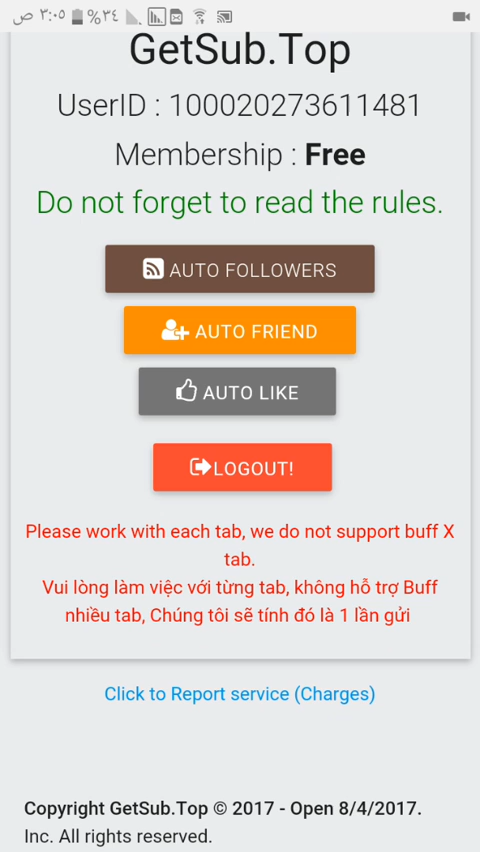 ٣:٠٥ ص
%٣٤
GetSub.Top
UserID : 100020273611481
Membership : Free
Do not forget to read the rules.
AUTO FOLLOWERS
AUTO FRIEND
AUTO LIKE
LOGOUT!
Please work with each tab, we do not support buff X
tab.
Vui lòng làm việc với từng tab, không hỗ trợ Buff
nhiều tab, Chúng tôi sẽ tính đó là 1 lần gửi
Click to Report service (Charges)
Copyright GetSub.Top © 2017 - Open 8/4/2017.
Inc. All rights reserved.